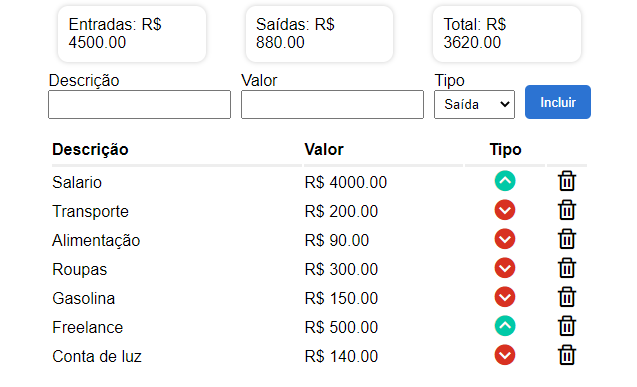 Entradas: R$
4500.00
Saídas: R$
880.00
Total: R$
3620.00
Descrição Valor Tipo
Saída Incluir
Descrição Valor Tipo
Salario R$ 4000.00
Transporte R$ 200.00
Alimentação R$ 90.00
Roupas R$ 300.00
Gasolina R$ 150.00
Freelance R$ 500.00
Conta de luz R$ 140.00